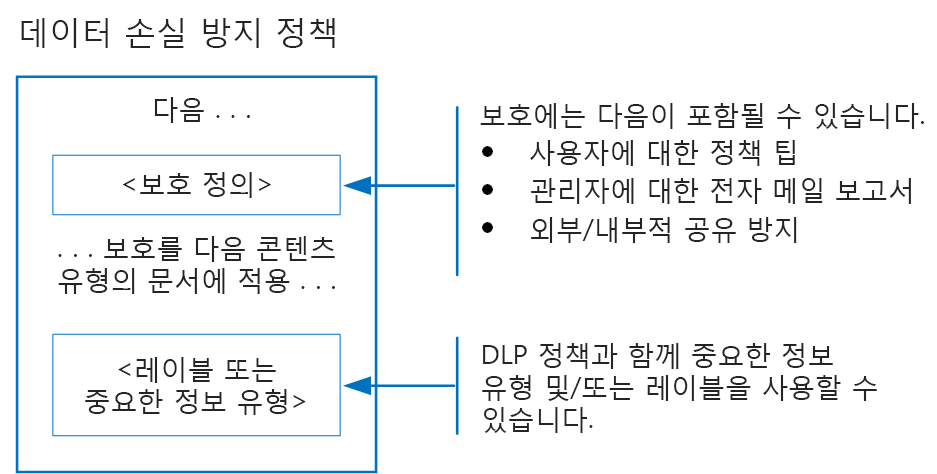 데이터 손실 방지 정책
다음 . . .
<보호 정의>
. . . 보호를 다음 콘텐츠
유형의 문서에 적용 . . .
<레이블 또는
중요한 정보 유형>
보호에는 다음이 포함될 수 있습니다.
• 사용자에 대한 정책 팁
• 관리자에 대한 전자 메일 보고서
• 외부/내부적 공유 방지
DLP 정책과 함께 중요한 정보
유형 및/또는 레이블을 사용할 수
있습니다.